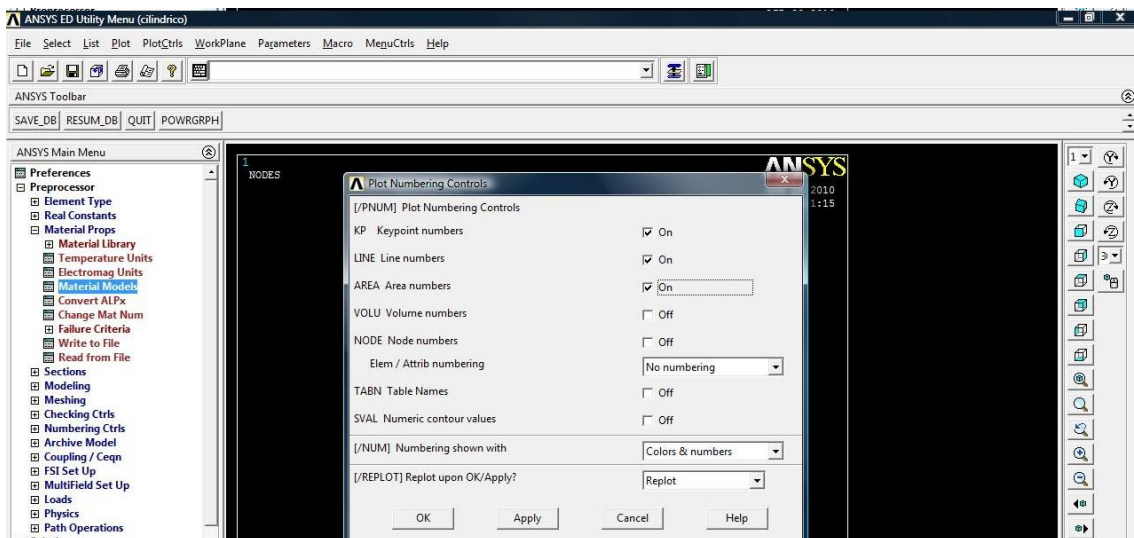 ANSYS ED Utility Menu (cilindrico)
File Select List Plot PlotCtrls WorkPlane Parameters Macro MenuCtrls Help
ANSYS Toolbar
SAVE_DB RESUM_DB QUIT POWRGRPH
ANSYS Main Menu
Preferences
Preprocessor
Element Type
Real Constants
Material Props
Material Library
Temperature Units
Electromag Units
Material Models
Convert ALPx
Change Mat Num
Failure Criteria
Write to File
Read from File
Sections
Modeling
Meshing
Checking Ctrls
Numbering Ctrls
Archive Model
Coupling / Ceqn
FSI Set Up
MultiField Set Up
Loads
Physics
Path Operations
1
NODES
ANSYS
2010
1:15
Plot Numbering Controls
[/PNUM] Plot Numbering Controls
KP Keypoint numbers On
LINE Line numbers On
AREA Area numbers On
VOLU Volume numbers Off
NODE Node numbers Off
Elem / Attrib numbering No numbering
TABN Table Names Off
SVAL Numeric contour values Off
[/NUM] Numbering shown with Colors & numbers
[/REPLOT] Replot upon OK/Apply? Replot
OK Apply Cancel Help
1